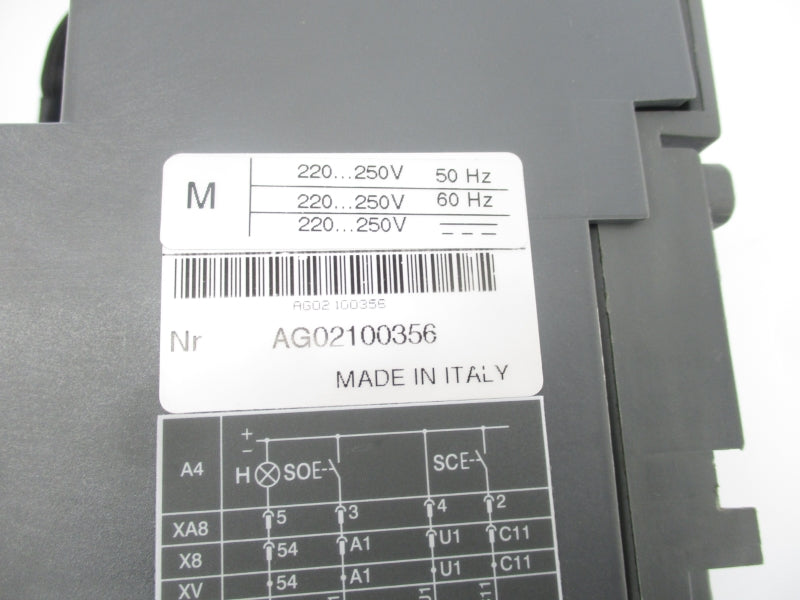 M
220...250V 50 Hz
220...250V 60 Hz
220...250V
AG02100356
Nr AG02100356
MADE IN ITALY
+
−
A4 H SOE SCE
XA8 5 3 4 2
X8 54 A1 U1 C11
XV 54 A1 U1 C11